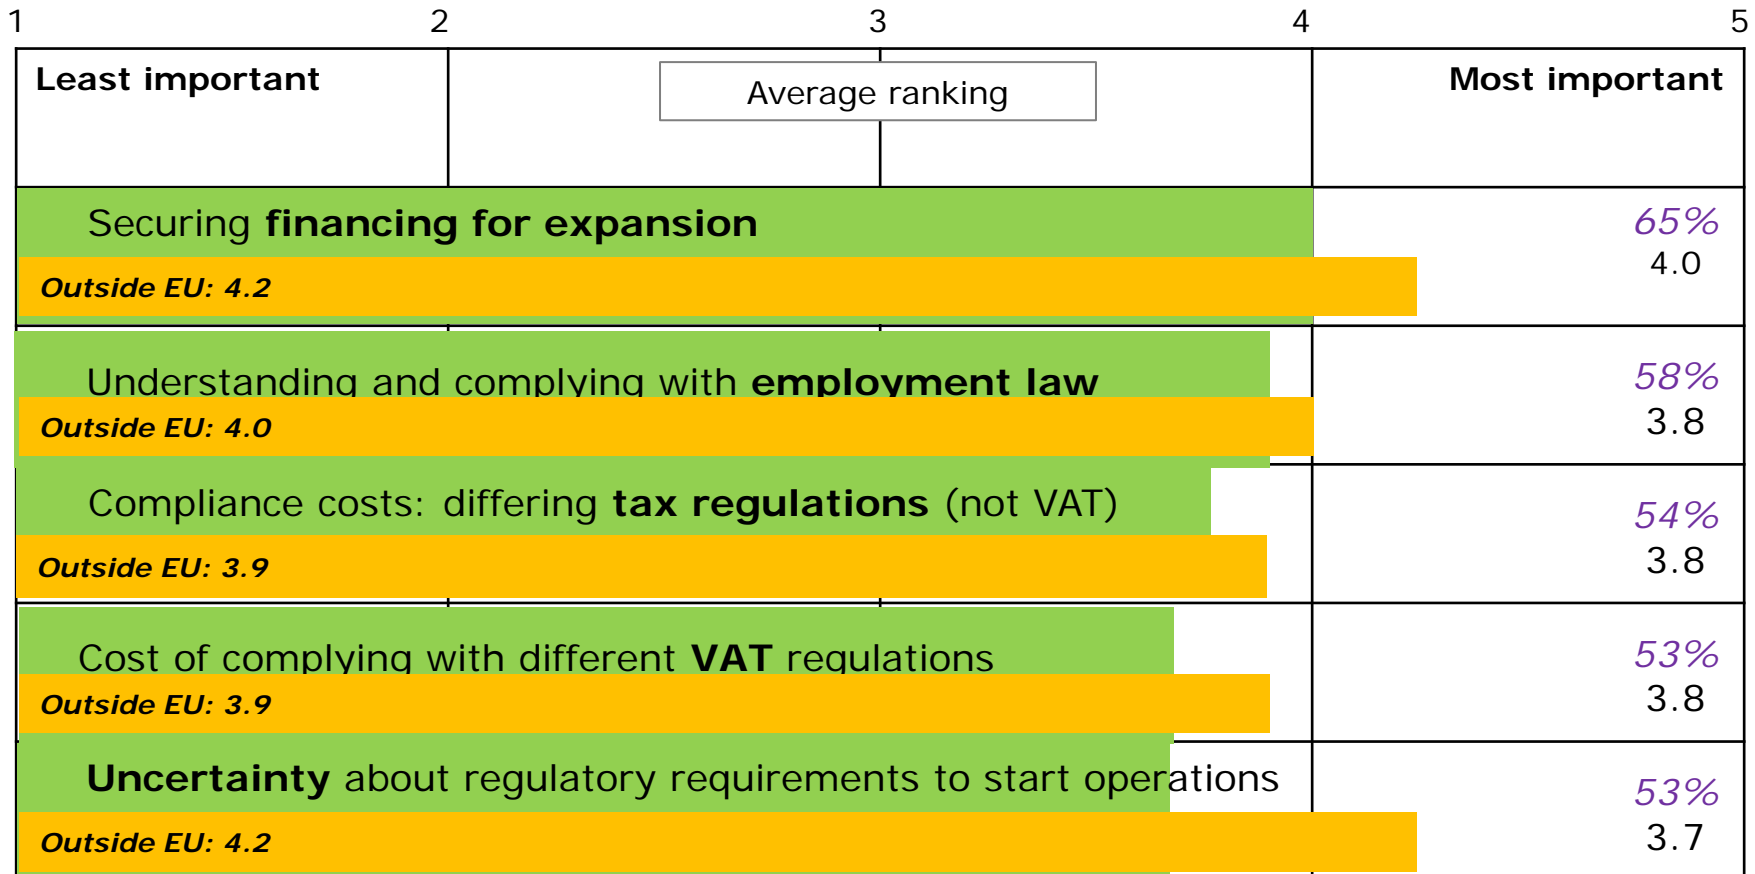 1 2 3 4 5
Least important
Average ranking
Most important
Securing financing for expansion
65%
4.0
Outside EU: 4.2
Understanding and complying with employment law
58%
3.8
Outside EU: 4.0
Compliance costs: differing tax regulations (not VAT)
54%
3.8
Outside EU: 3.9
Cost of complying with different VAT regulations
53%
3.8
Outside EU: 3.9
Uncertainty about regulatory requirements to start operations
53%
3.7
Outside EU: 4.2